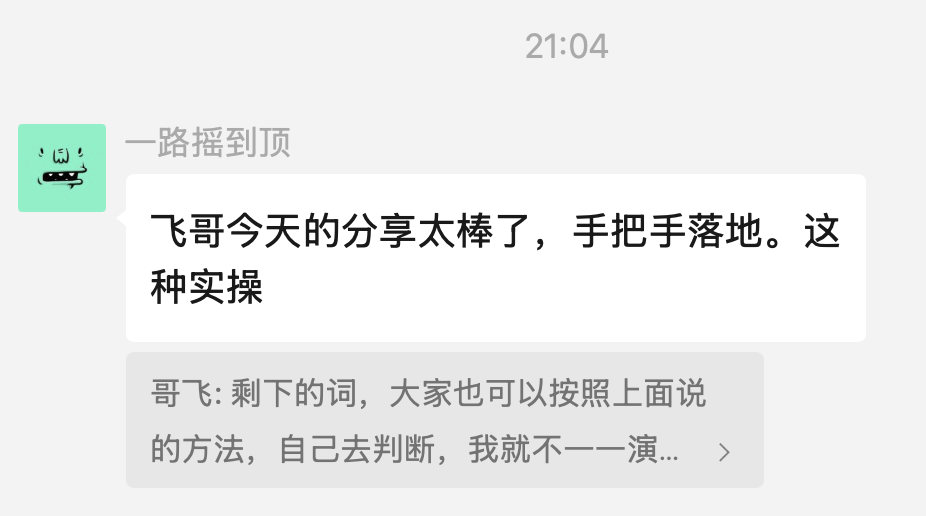 21:04
一路摇到顶
飞哥今天的分享太棒了，手把手落地。这
种实操
哥飞: 剩下的词，大家也可以按照上面说
的方法，自己去判断，我就不一一演...